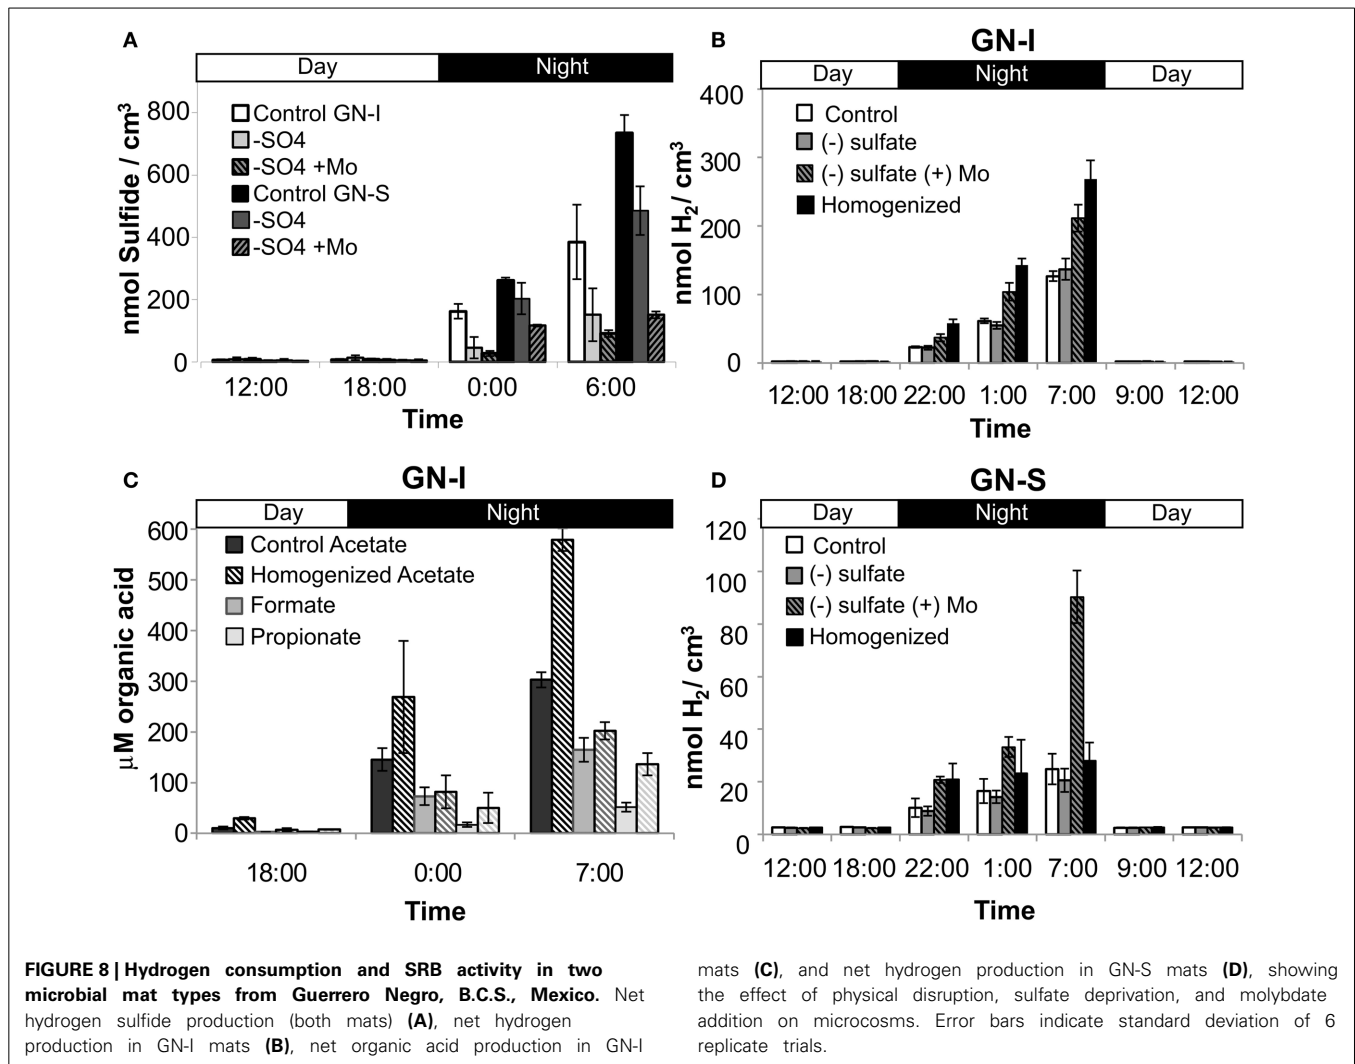 A
Day
Night
nmol Sulfide / cm3
800
600
400
200
0
Control GN-I
-SO4
-SO4 +Mo
Control GN-S
-SO4
-SO4 +Mo
12:00 18:00 0:00 6:00
Time
B
GN-I
Day Night Day
nmol H2/ cm3
400
300
200
100
0
Control
(-) sulfate
(-) sulfate (+) Mo
Homogenized
12:00 18:00 22:00 1:00 7:00 9:00 12:00
Time
C
GN-I
Day Night
μM organic acid
600
500
400
300
200
100
0
Control Acetate
Homogenized Acetate
Formate
Propionate
18:00 0:00 7:00
Time
D
GN-S
Day Night Day
nmol H2/ cm3
120
100
80
60
40
20
0
Control
(-) sulfate
(-) sulfate (+) Mo
Homogenized
12:00 18:00 22:00 1:00 7:00 9:00 12:00
Time
FIGURE 8 | Hydrogen consumption and SRB activity in two
microbial mat types from Guerrero Negro, B.C.S., Mexico. Net
hydrogen sulfide production (both mats) (A), net hydrogen
production in GN-I mats (B), net organic acid production in GN-I
mats (C), and net hydrogen production in GN-S mats (D), showing
the effect of physical disruption, sulfate deprivation, and molybdate
addition on microcosms. Error bars indicate standard deviation of 6
replicate trials.